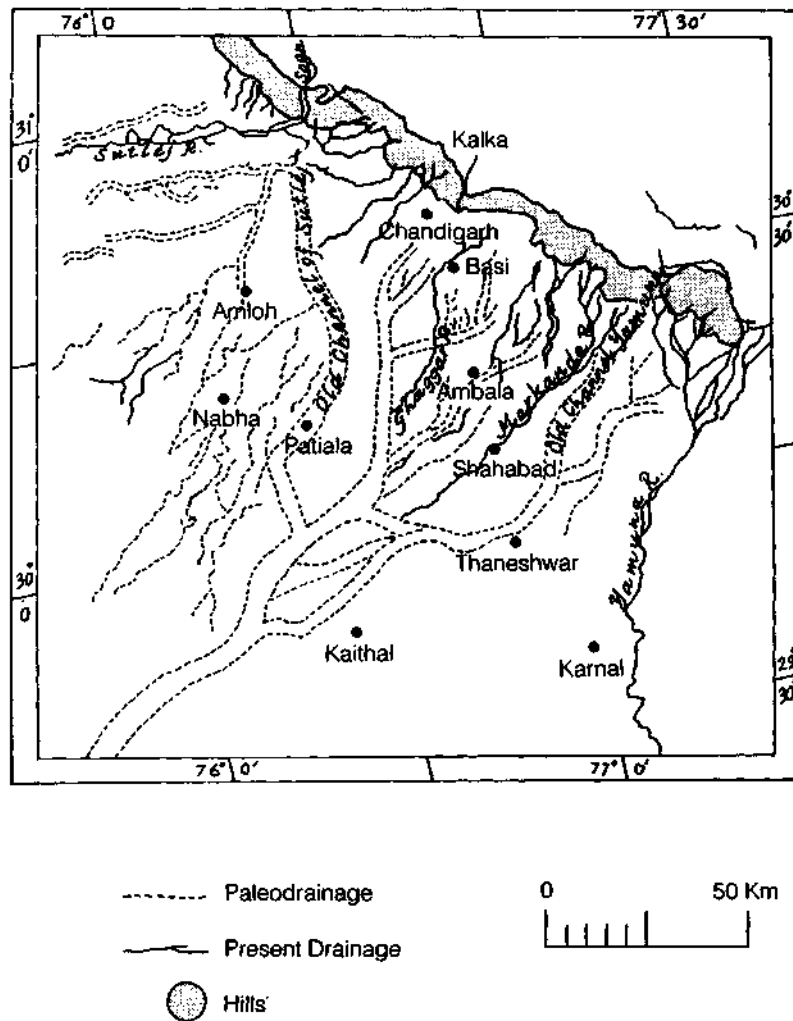 76° 0
77° 30'
31° 0'
Sutlej R.
Kalka
30° 30'
Chandigarh
Basi
Amloh
Old Channel of Sutlej
Ghaggar R.
Ambala
Markanda R.
Old Channel Yamuna
Nabha
Patiala
Shahabad
Thaneshwar
Yamuna R.
30° 0
Kaithal
Karnal
29° 30'
76° 0'
77° 0'
Paleodrainage
0 50 Km
Present Drainage
Hills